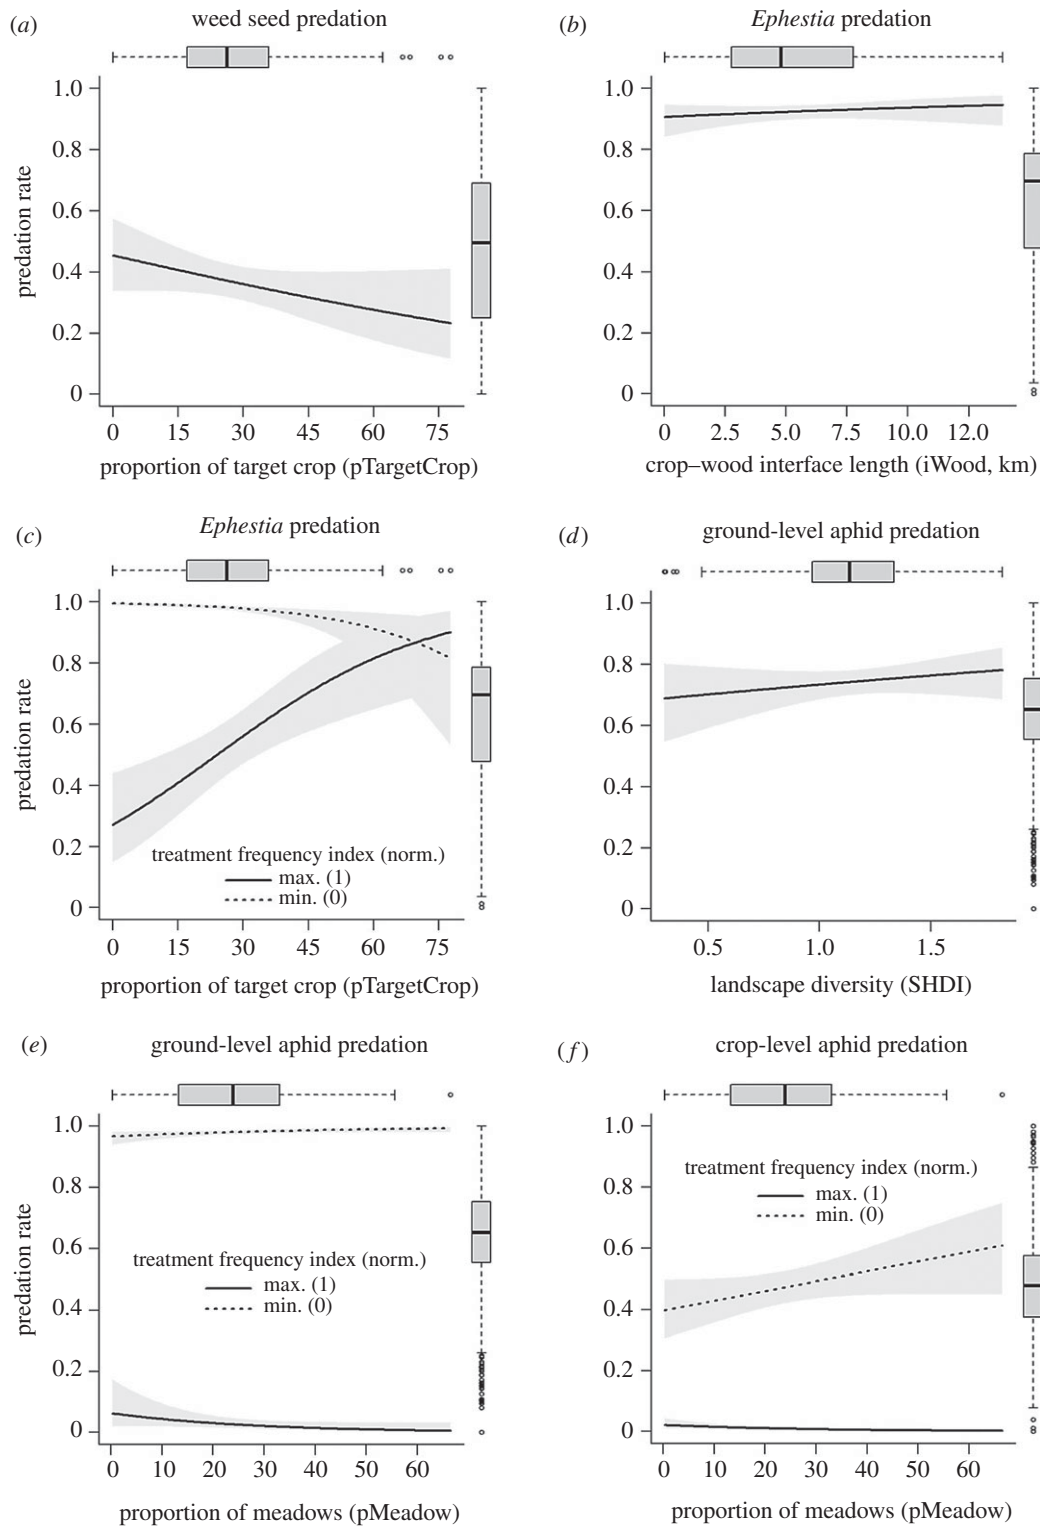 (a) weed seed predation
1.0
0.8
0.6
0.4
0.2
0
predation rate
0 15 30 45 60 75
proportion of target crop (pTargetCrop)
(b) Ephestia predation
1.0
0.8
0.6
0.4
0.2
0
0 2.5 5.0 7.5 10.0 12.0
crop–wood interface length (iWood, km)
(c) Ephestia predation
1.0
0.8
0.6
0.4
0.2
0
predation rate
treatment frequency index (norm.)
max. (1)
min. (0)
0 15 30 45 60 75
proportion of target crop (pTargetCrop)
(d) ground-level aphid predation
1.0
0.8
0.6
0.4
0.2
0
0.5 1.0 1.5
landscape diversity (SHDI)
(e) ground-level aphid predation
1.0
0.8
0.6
0.4
0.2
0
predation rate
treatment frequency index (norm.)
max. (1)
min. (0)
0 10 20 30 40 50 60
proportion of meadows (pMeadow)
(f) crop-level aphid predation
1.0
0.8
0.6
0.4
0.2
0
treatment frequency index (norm.)
max. (1)
min. (0)
0 10 20 30 40 50 60
proportion of meadows (pMeadow)